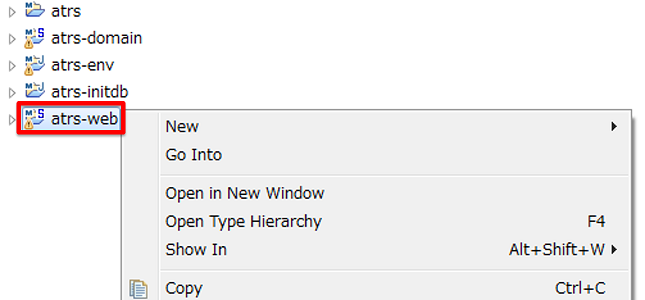 atrs
atrs-domain
atrs-env
atrs-initdb
atrs-web
New
Go Into
Open in New Window
Open Type Hierarchy F4
Show In Alt+Shift+W
Copy Ctrl+C